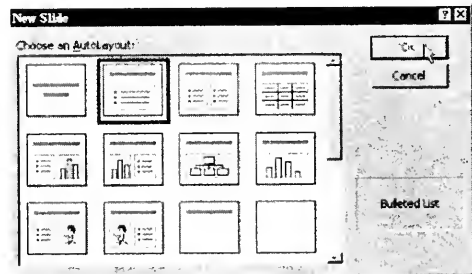 New Slide
Choose an AutoLayout:
OK
Cancel
Bulleted List